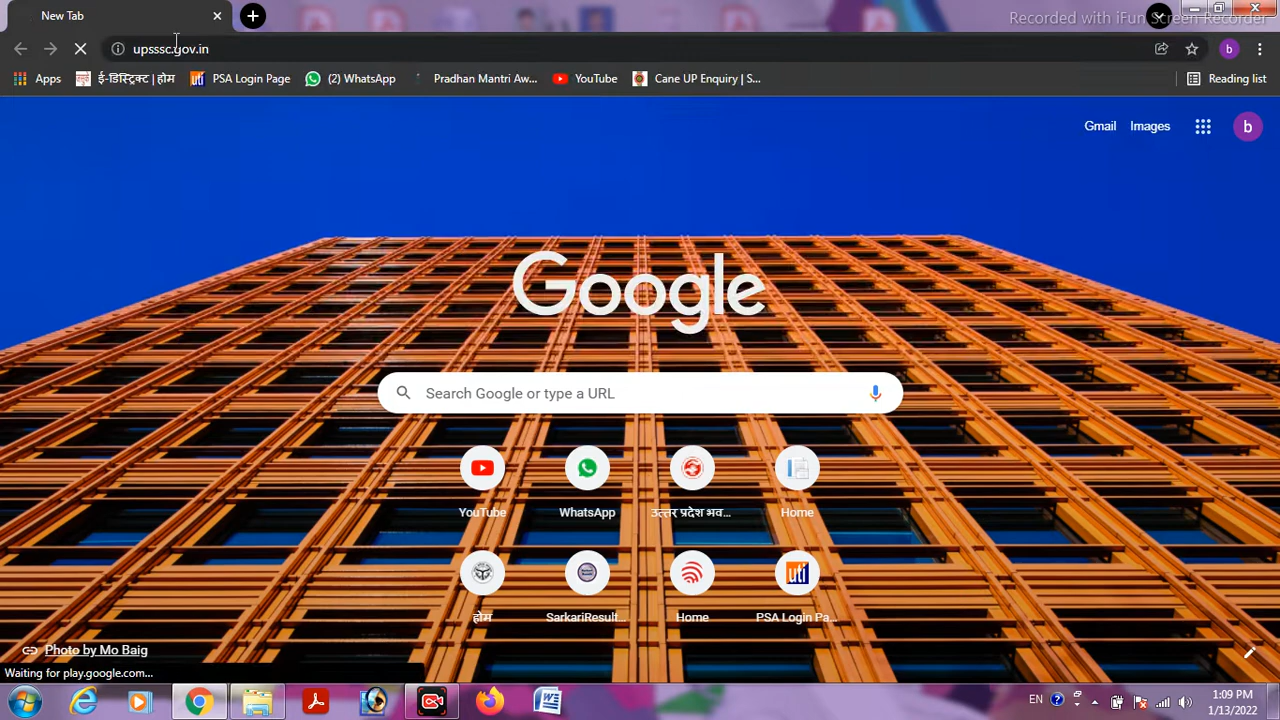 New Tab
Recorded with iFun Screen Recorder
upsssc.gov.in
b
Apps
ई-डिस्ट्रिक्ट | होम
uti PSA Login Page
(2) WhatsApp
Pradhan Mantri Aw...
YouTube
Cane UP Enquiry | S...
Reading list
Gmail
Images
b
Google
Search Google or type a URL
YouTube
WhatsApp
उत्तर प्रदेश भव...
Home
uti
होम
SarkariResult...
Home
PSA Login Pa...
Photo by Mo Baig
Waiting for play.google.com...
EN
1:09 PM
1/13/2022